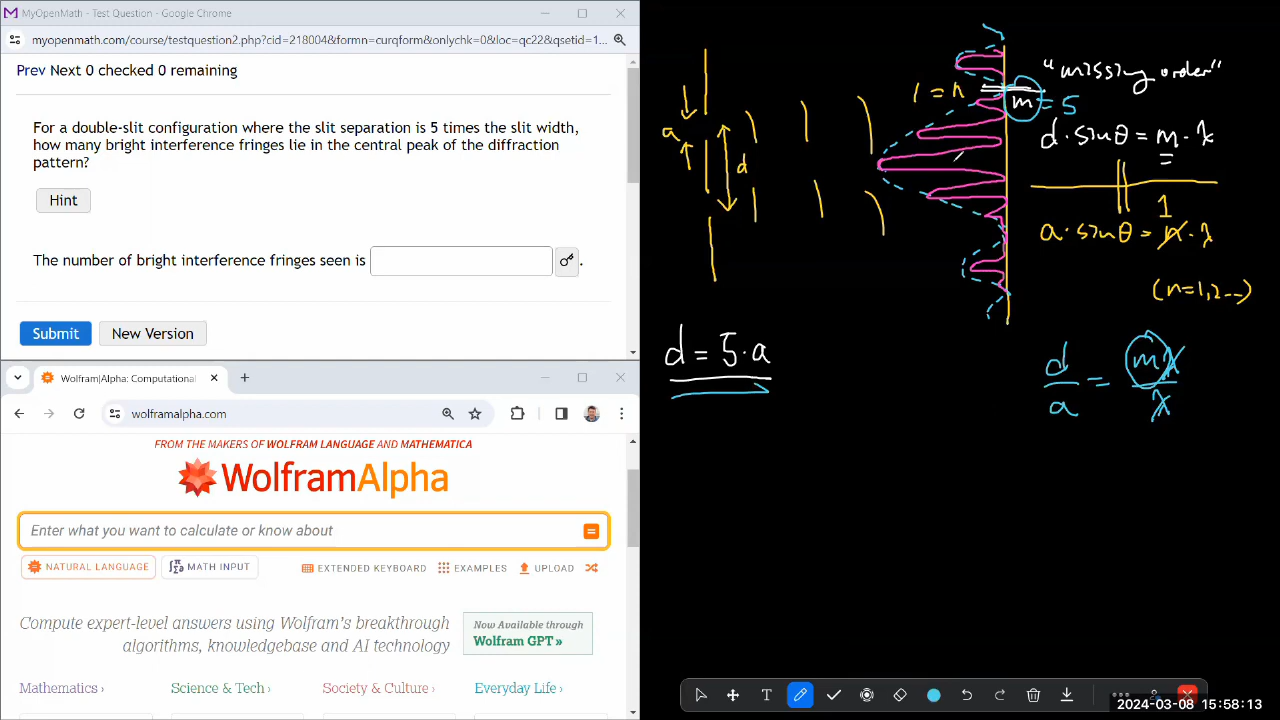 MyOpenMath - Test Question - Google Chrome
myopenmath.com/course/testquestion2.php?cid=218004&formn=curqform&onlychk=0&loc=qc22&qsetid=1...
Prev Next 0 checked 0 remaining
For a double-slit configuration where the slit separation is 5 times the slit width,
how many bright interference fringes lie in the central peak of the diffraction
pattern?
Hint
The number of bright interference fringes seen is
.
Submit
New Version
Wolfram|Alpha: Computational
wolframalpha.com
FROM THE MAKERS OF WOLFRAM LANGUAGE AND MATHEMATICA
WolframAlpha
Enter what you want to calculate or know about
NATURAL LANGUAGE
MATH INPUT
EXTENDED KEYBOARD
EXAMPLES
UPLOAD
Compute expert-level answers using Wolfram's breakthrough
algorithms, knowledgebase and AI technology
Now Available through
Wolfram GPT »
Mathematics ›
Science & Tech ›
Society & Culture ›
Everyday Life ›
a
d
1 = n
"missing order"
m = 5
d · sinθ = m · λ
1
a · sinθ = n · λ
(n=1,2--)
d = 5 · a
d/a = mλ/λ
T
2024-03-08 15:58:13